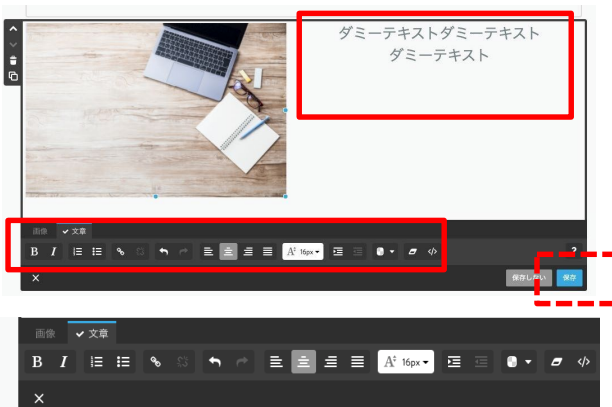 ダミーテキストダミーテキスト
ダミーテキスト
画像 ✔ 文章
B I A 16px ?
× 保存しない 保存
画像 ✔ 文章
B I A 16px
×